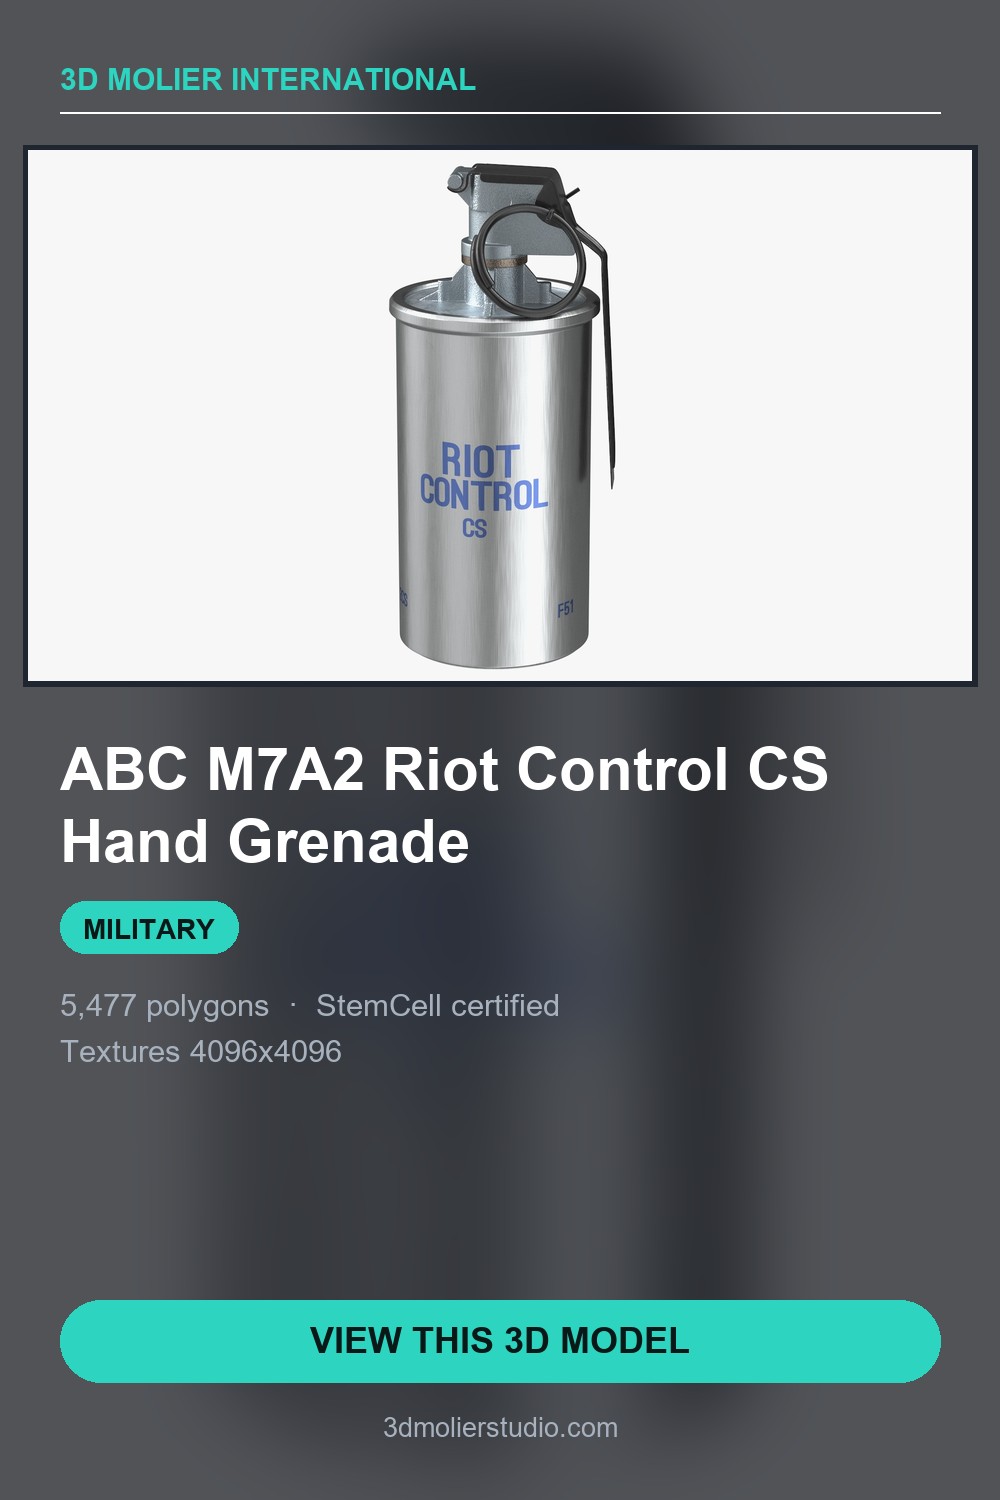 3D MOLIER INTERNATIONAL
RIOT
CONTROL
CS
F51
ABC M7A2 Riot Control CS
Hand Grenade
MILITARY
5,477 polygons · StemCell certified
Textures 4096x4096
VIEW THIS 3D MODEL
3dmolierstudio.com